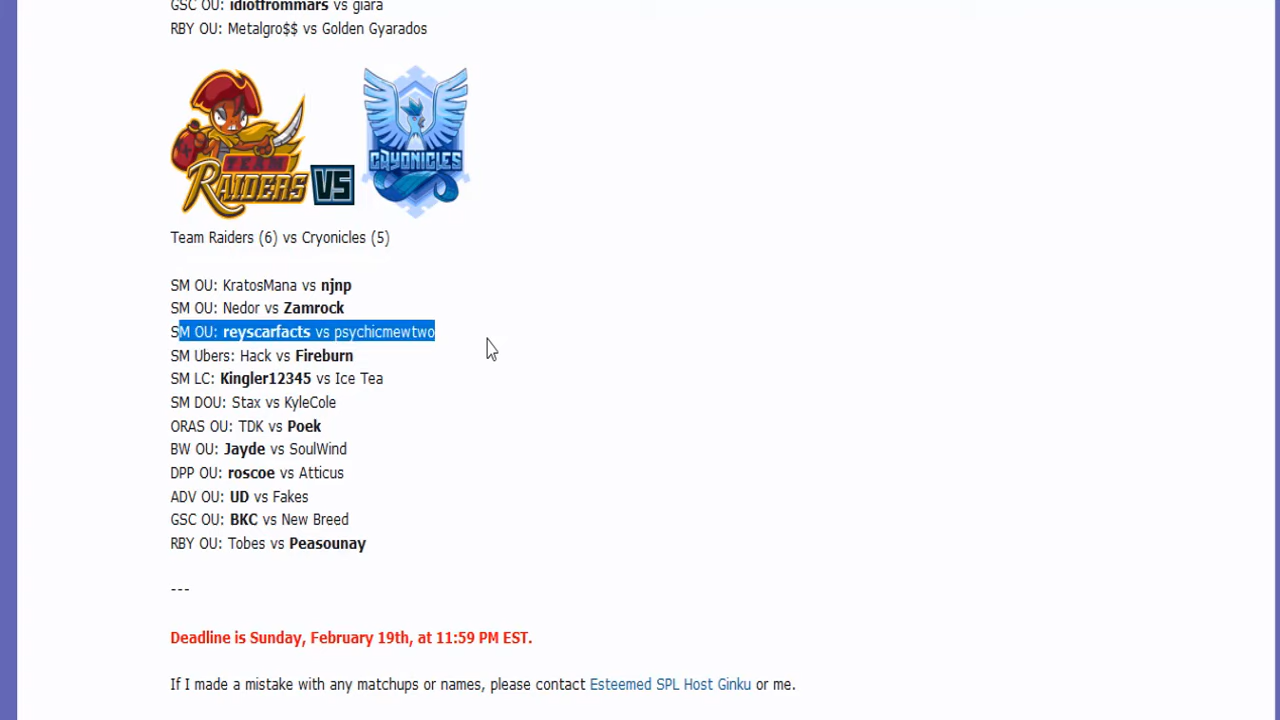 GSC OU: idiotfrommars vs giara
RBY OU: Metalgro$$ vs Golden Gyarados
TEAM
RAIDERS
VS
CRYONICLES
Team Raiders (6) vs Cryonicles (5)
SM OU: KratosMana vs njnp
SM OU: Nedor vs Zamrock
SM OU: reyscarfacts vs psychicmewtwo
SM Ubers: Hack vs Fireburn
SM LC: Kingler12345 vs Ice Tea
SM DOU: Stax vs KyleCole
ORAS OU: TDK vs Poek
BW OU: Jayde vs SoulWind
DPP OU: roscoe vs Atticus
ADV OU: UD vs Fakes
GSC OU: BKC vs New Breed
RBY OU: Tobes vs Peasounay
---
Deadline is Sunday, February 19th, at 11:59 PM EST.
If I made a mistake with any matchups or names, please contact Esteemed SPL Host Ginku or me.